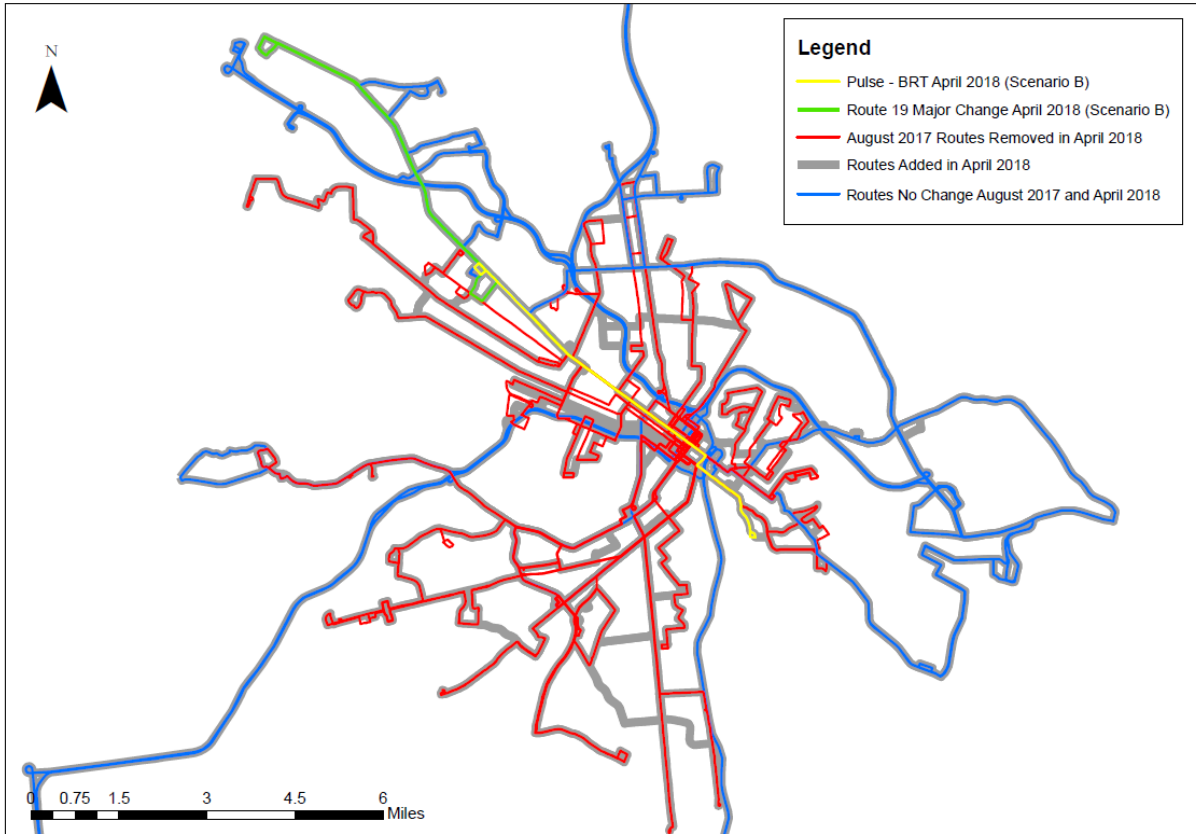 N
Legend
Pulse - BRT April 2018 (Scenario B)
Route 19 Major Change April 2018 (Scenario B)
August 2017 Routes Removed in April 2018
Routes Added in April 2018
Routes No Change August 2017 and April 2018
0 0.75 1.5 3 4.5 6
Miles